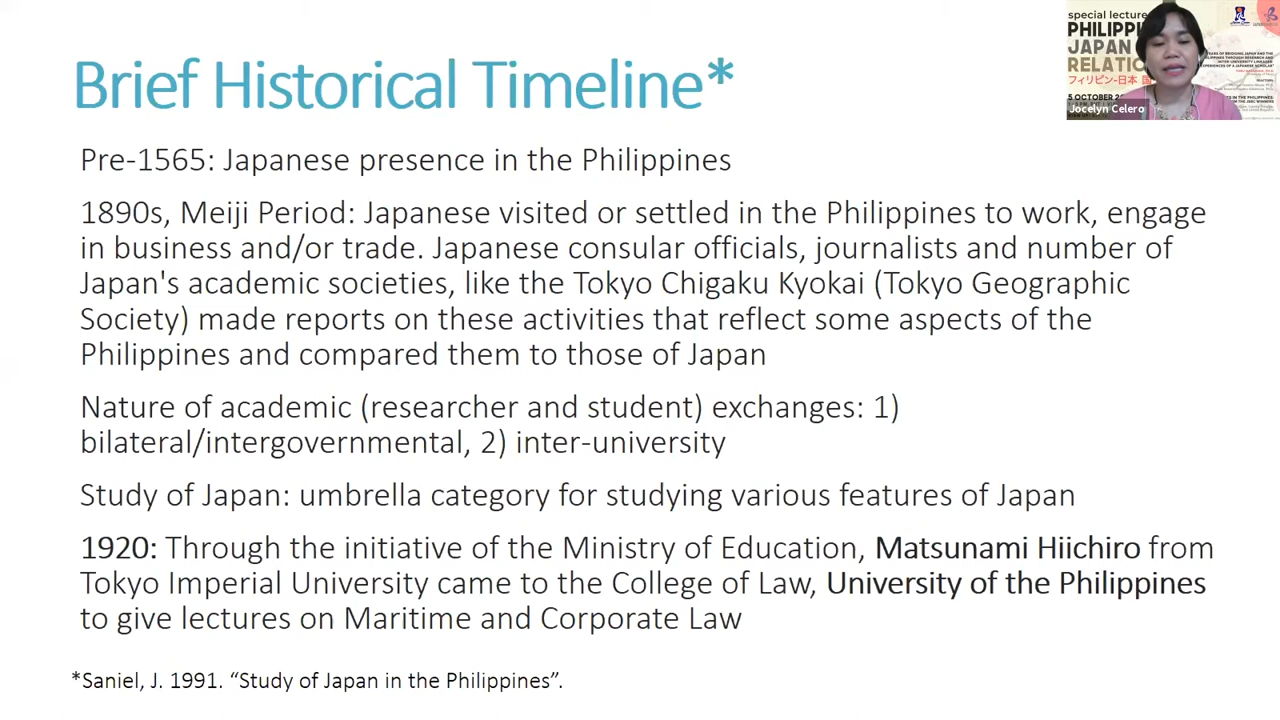 Brief Historical Timeline*
Pre-1565: Japanese presence in the Philippines
1890s, Meiji Period: Japanese visited or settled in the Philippines to work, engage
in business and/or trade. Japanese consular officials, journalists and number of
Japan's academic societies, like the Tokyo Chigaku Kyokai (Tokyo Geographic
Society) made reports on these activities that reflect some aspects of the
Philippines and compared them to those of Japan
Nature of academic (researcher and student) exchanges: 1)
bilateral/intergovernmental, 2) inter-university
Study of Japan: umbrella category for studying various features of Japan
1920: Through the initiative of the Ministry of Education, Matsunami Hiichiro from
Tokyo Imperial University came to the College of Law, University of the Philippines
to give lectures on Maritime and Corporate Law
*Saniel, J. 1991. “Study of Japan in the Philippines”.
special lecture
PHILIPPI
JAPAN
RELATIO
フィリピン-日本 国
5 OCTOBER 2
Jocelyn Celero